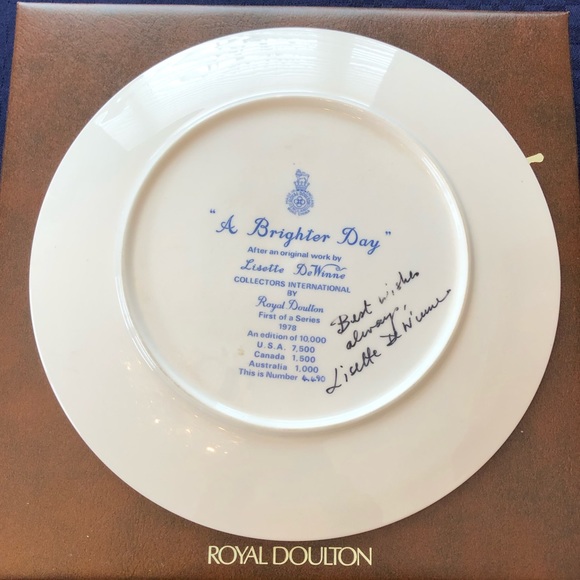 "A Brighter Day"
After an original work by
Lisette DeWinne
COLLECTORS INTERNATIONAL
BY
Royal Doulton
First of a Series
1978
An edition of 10,000
U.S.A. 7,500
Canada 1,500
Australia 1,000
This is Number 4,690
Best wishes
always,
Lisette DeWinne
ROYAL DOULTON